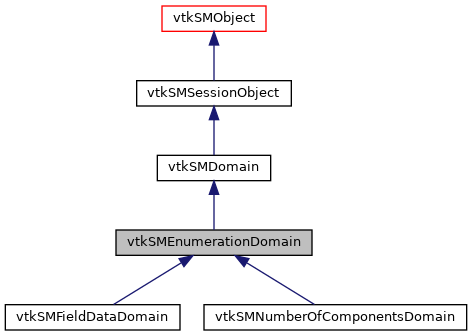 vtkSMObject
vtkSMSessionObject
vtkSMDomain
vtkSMEnumerationDomain
vtkSMFieldDataDomain
vtkSMNumberOfComponentsDomain